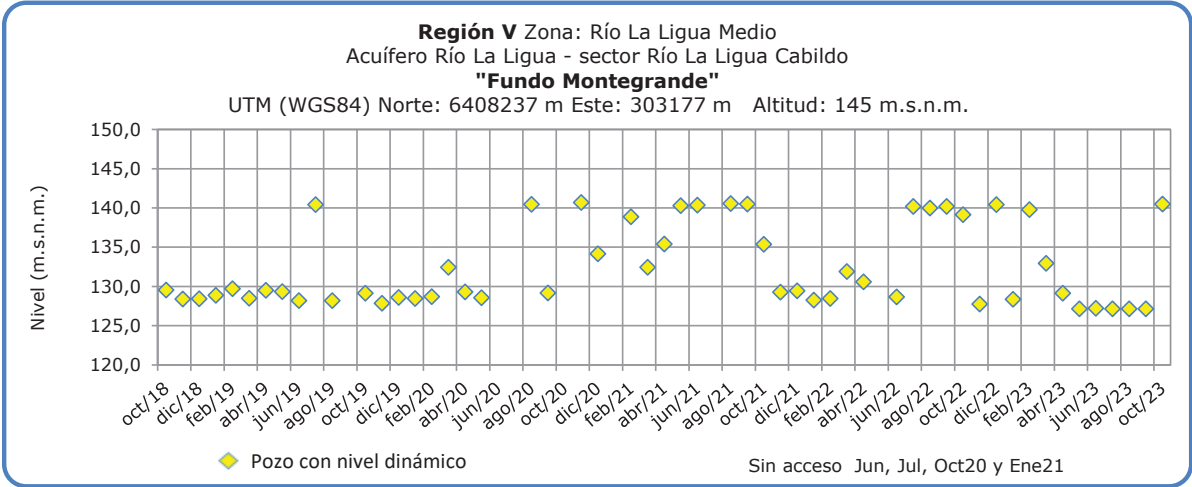 Región V Zona: Río La Ligua Medio
Acuífero Río La Ligua - sector Río La Ligua Cabildo
"Fundo Montegrande"
UTM (WGS84) Norte: 6408237 m Este: 303177 m Altitud: 145 m.s.n.m.
Nivel (m.s.n.m.)
150,0
145,0
140,0
135,0
130,0
125,0
120,0
oct/18 dic/18 feb/19 abr/19 jun/19 ago/19 oct/19 dic/19 feb/20 abr/20 jun/20 ago/20 oct/20 dic/20 feb/21 abr/21 jun/21 ago/21 oct/21 dic/21 feb/22 abr/22 jun/22 ago/22 oct/22 dic/22 feb/23 abr/23 jun/23 ago/23 oct/23
Pozo con nivel dinámico
Sin acceso Jun, Jul, Oct20 y Ene21